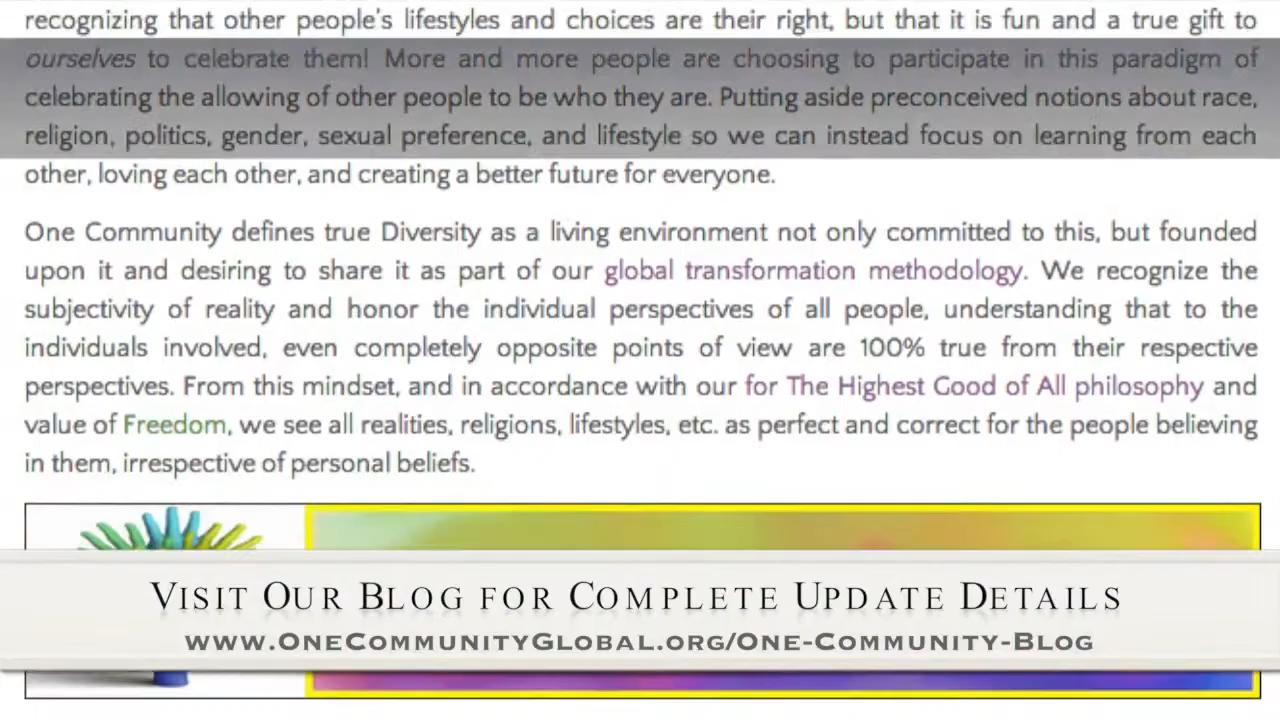 recognizing that other people's lifestyles and choices are their right, but that it is fun and a true gift to
ourselves to celebrate them! More and more people are choosing to participate in this paradigm of
celebrating the allowing of other people to be who they are. Putting aside preconceived notions about race,
religion, politics, gender, sexual preference, and lifestyle so we can instead focus on learning from each
other, loving each other, and creating a better future for everyone.
One Community defines true Diversity as a living environment not only committed to this, but founded
upon it and desiring to share it as part of our global transformation methodology. We recognize the
subjectivity of reality and honor the individual perspectives of all people, understanding that to the
individuals involved, even completely opposite points of view are 100% true from their respective
perspectives. From this mindset, and in accordance with our for The Highest Good of All philosophy and
value of Freedom, we see all realities, religions, lifestyles, etc. as perfect and correct for the people believing
in them, irrespective of personal beliefs.
Visit Our Blog for Complete Update Details
www.OneCommunityGlobal.org/One-Community-Blog